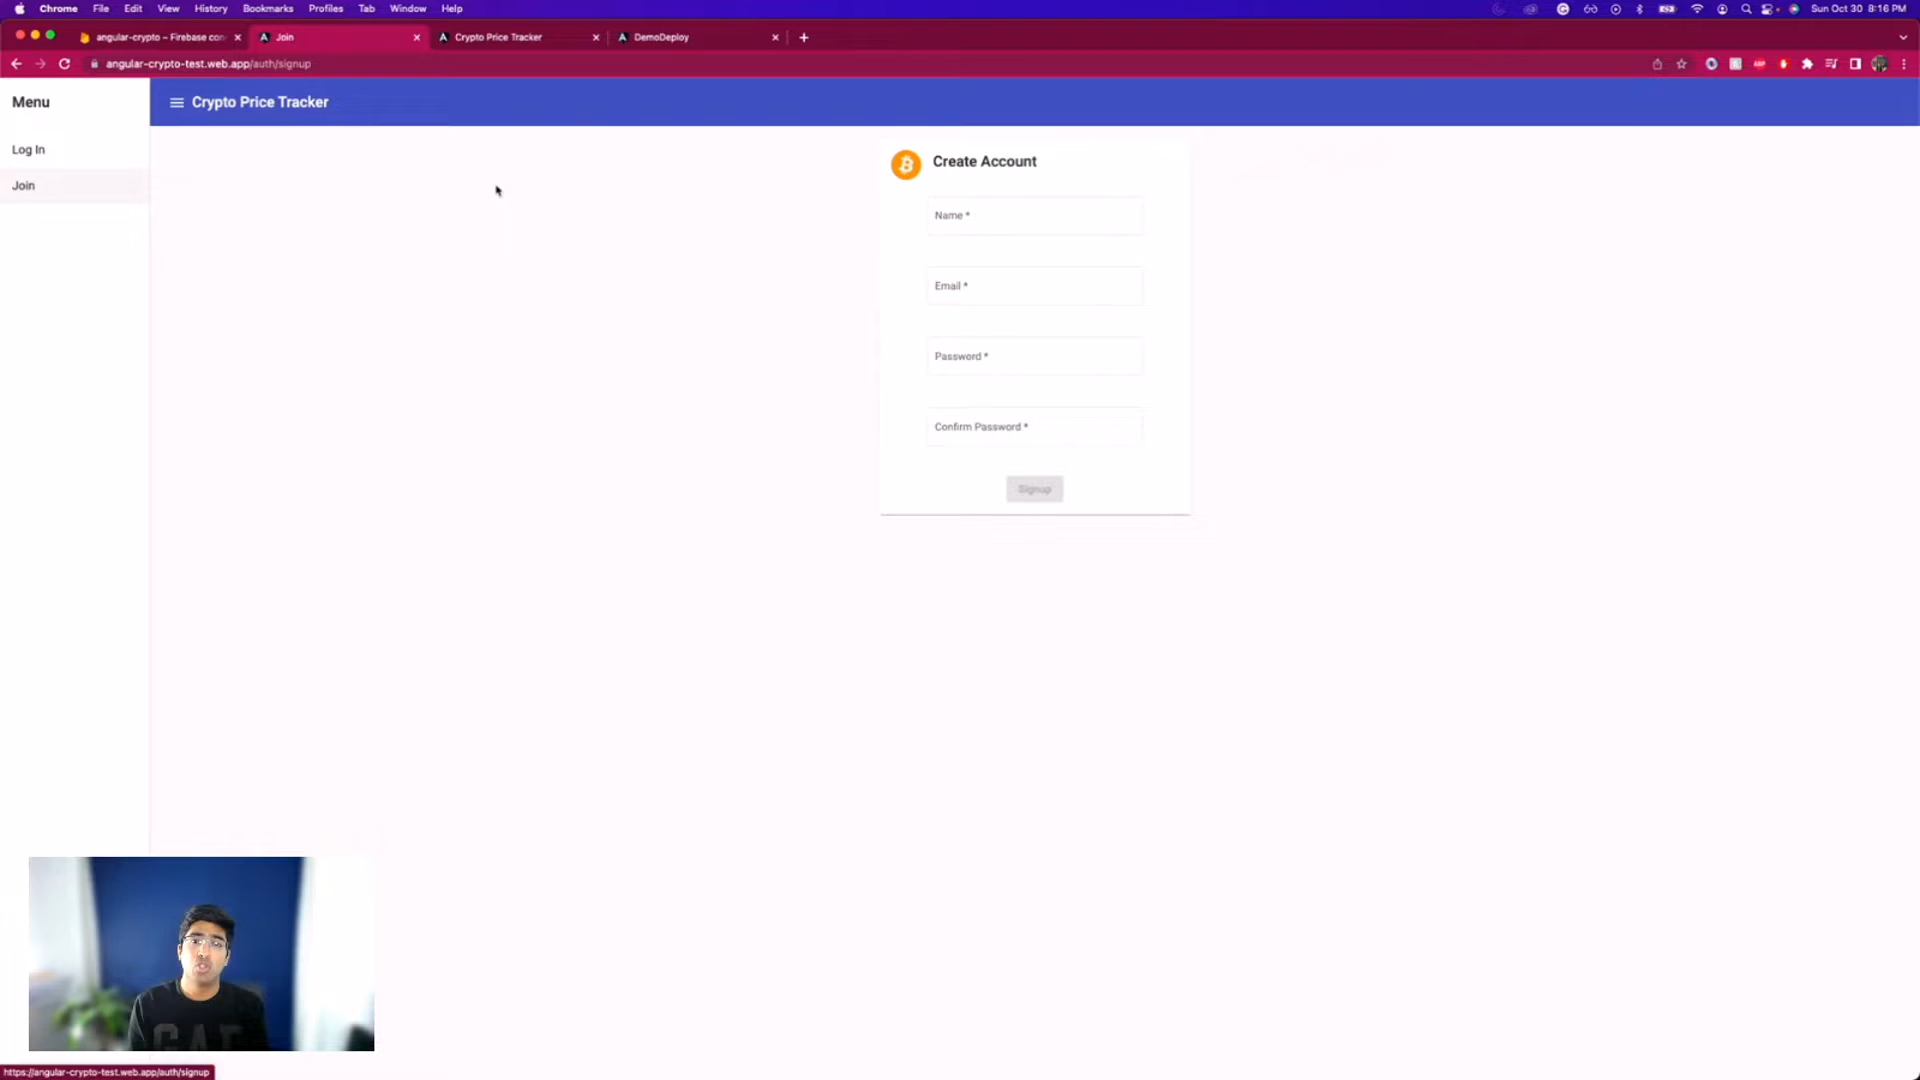 Chrome File Edit View History Bookmarks Profiles Tab Window Help
Sun Oct 30 8:16 PM
angular-crypto – Firebase con
Join
Crypto Price Tracker
DemoDeploy
angular-crypto-test.web.app/auth/signup
Menu
Crypto Price Tracker
Log In
Join
Create Account
Name *
Email *
Password *
Confirm Password *
Signup
GAP
https://angular-crypto-test.web.app/auth/signup